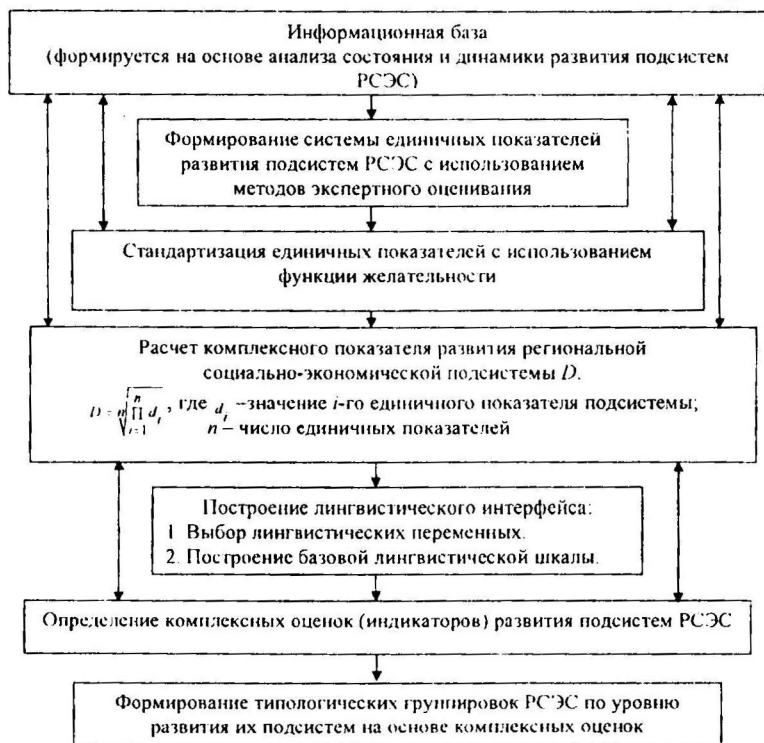 Информационная база
(формируется на основе анализа состояния и динамики развития подсистем
РСЭС)
Формирование системы единичных показателей
развития подсистем РСЭС с использованием
методов экспертного оценивания
Стандартизация единичных показателей с использованием
функции желательности
Расчет комплексного показателя развития региональной
социально-экономической подсистемы D.
D = n√∏ d_i, где d_i –значение i-го единичного показателя подсистемы;
n – число единичных показателей
Построение лингвистического интерфейса:
1 Выбор лингвистических переменных.
2. Построение базовой лингвистической шкалы.
Определение комплексных оценок (индикаторов) развития подсистем РСЭС
Формирование типологических группировок РСЭС по уровню
развития их подсистем на основе комплексных оценок